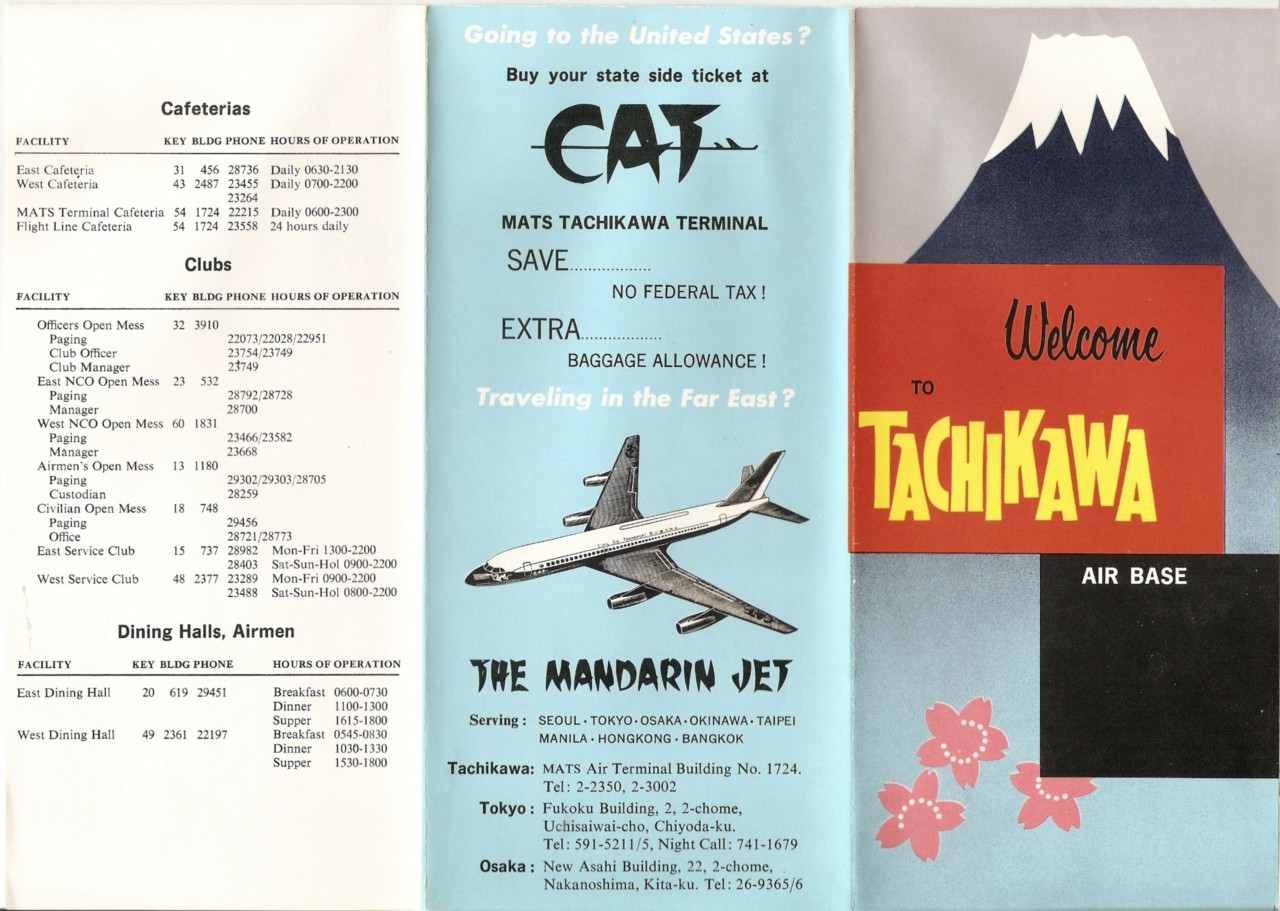 Cafeterias
FACILITY KEY BLDG PHONE HOURS OF OPERATION
East Cafeteria 31 456 28736 Daily 0630-2130
West Cafeteria 43 2487 23455 Daily 0700-2200
23264
MATS Terminal Cafeteria 54 1724 22215 Daily 0600-2300
Flight Line Cafeteria 54 1724 23558 24 hours daily
Clubs
FACILITY KEY BLDG PHONE HOURS OF OPERATION
Officers Open Mess 32 3910
Paging 22073/22028/22951
Club Officer 23754/23749
Club Manager 23749
East NCO Open Mess 23 532
Paging 28792/28728
Manager 28700
West NCO Open Mess 60 1831
Paging 23466/23582
Manager 23668
Airmen's Open Mess 13 1180
Paging 29302/29303/28705
Custodian 28259
Civilian Open Mess 18 748
Paging 29456
Office 28721/28773
East Service Club 15 737 28982 Mon-Fri 1300-2200
28403 Sat-Sun-Hol 0900-2200
West Service Club 48 2377 23289 Mon-Fri 0900-2200
23488 Sat-Sun-Hol 0800-2200
Dining Halls, Airmen
FACILITY KEY BLDG PHONE HOURS OF OPERATION
East Dining Hall 20 619 29451 Breakfast 0600-0730
Dinner 1100-1300
Supper 1615-1800
West Dining Hall 49 2361 22197 Breakfast 0545-0830
Dinner 1030-1330
Supper 1530-1800
Going to the United States?
Buy your state side ticket at
CAT
MATS TACHIKAWA TERMINAL
SAVE..................
NO FEDERAL TAX!
EXTRA..................
BAGGAGE ALLOWANCE!
Traveling in the Far East?
CAT
THE MANDARIN JET
Serving: SEOUL·TOKYO·OSAKA·OKINAWA·TAIPEI
MANILA·HONGKONG·BANGKOK
Tachikawa: MATS Air Terminal Building No. 1724.
Tel: 2-2350, 2-3002
Tokyo: Fukoku Building, 2, 2-chome,
Uchisaiwai-cho, Chiyoda-ku.
Tel: 591-5211/5, Night Call: 741-1679
Osaka: New Asahi Building, 22, 2-chome,
Nakanoshima, Kita-ku. Tel: 26-9365/6
Welcome
TO
TACHIKAWA
AIR BASE